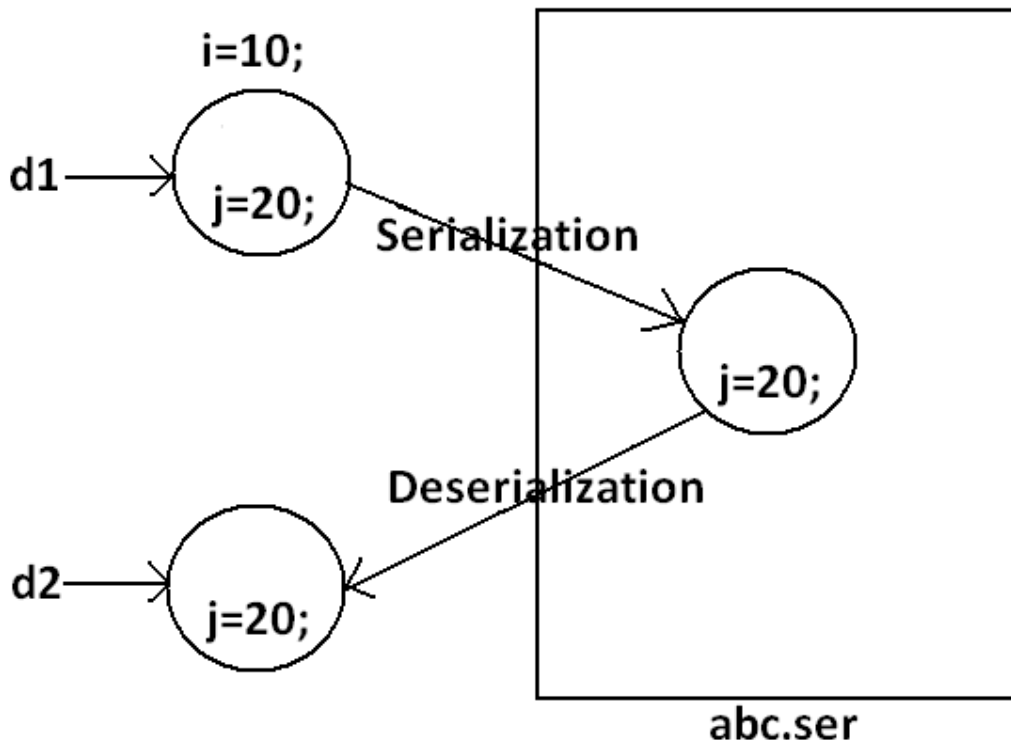 i=10;
d1
j=20;
Serialization
j=20;
Deserialization
d2
j=20;
abc.ser